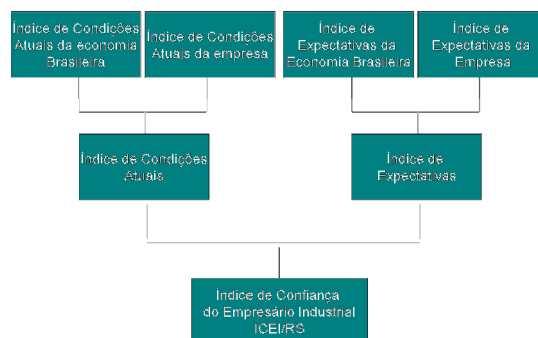 Índice de Condições
Atuais da economia
Brasileira
Índice de Condições
Atuais da empresa
Índice de
Expectativas da
Economia Brasileira
Índice de
Expectativas da
Empresa
Índice de Condições
Atuais
Índice de
Expectativas
Índice de Confiança
do Empresário Industrial
ICEI/RS